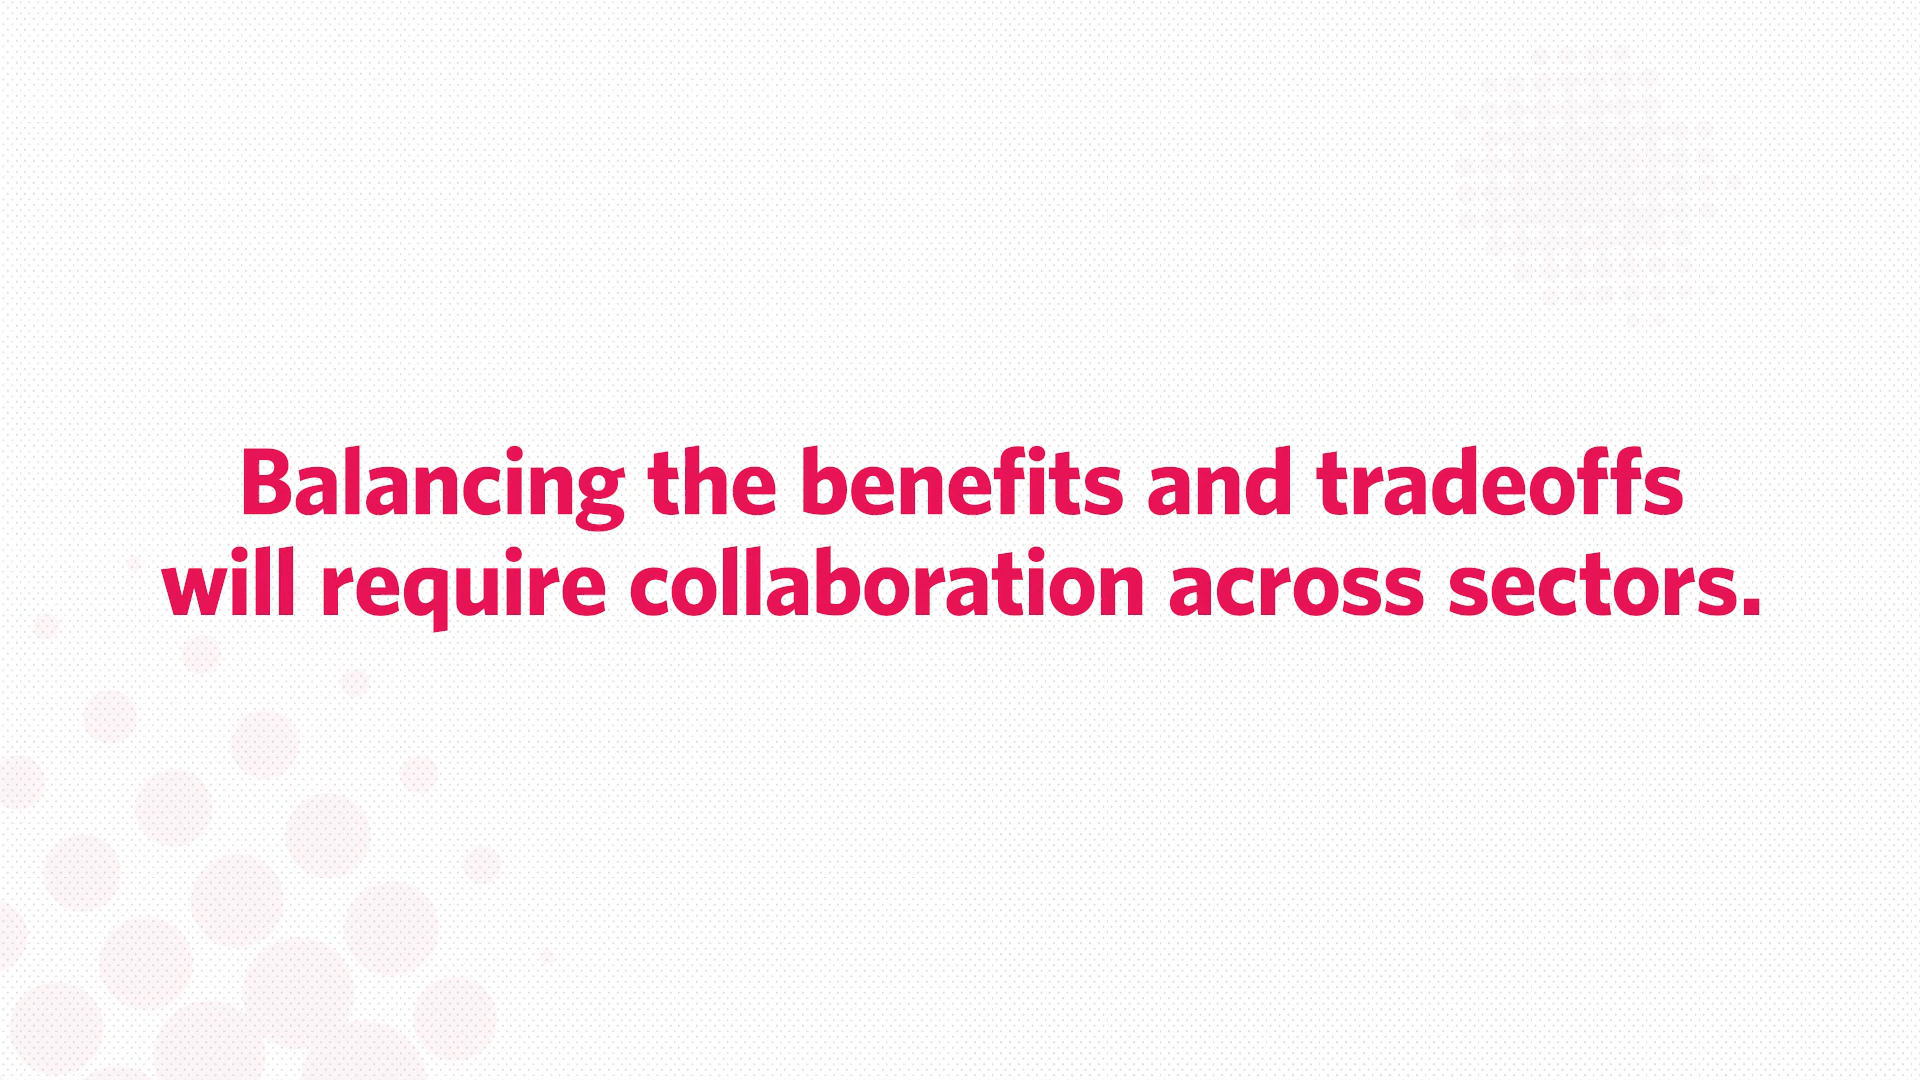 Balancing the benefits and tradeoffs
will require collaboration across sectors.